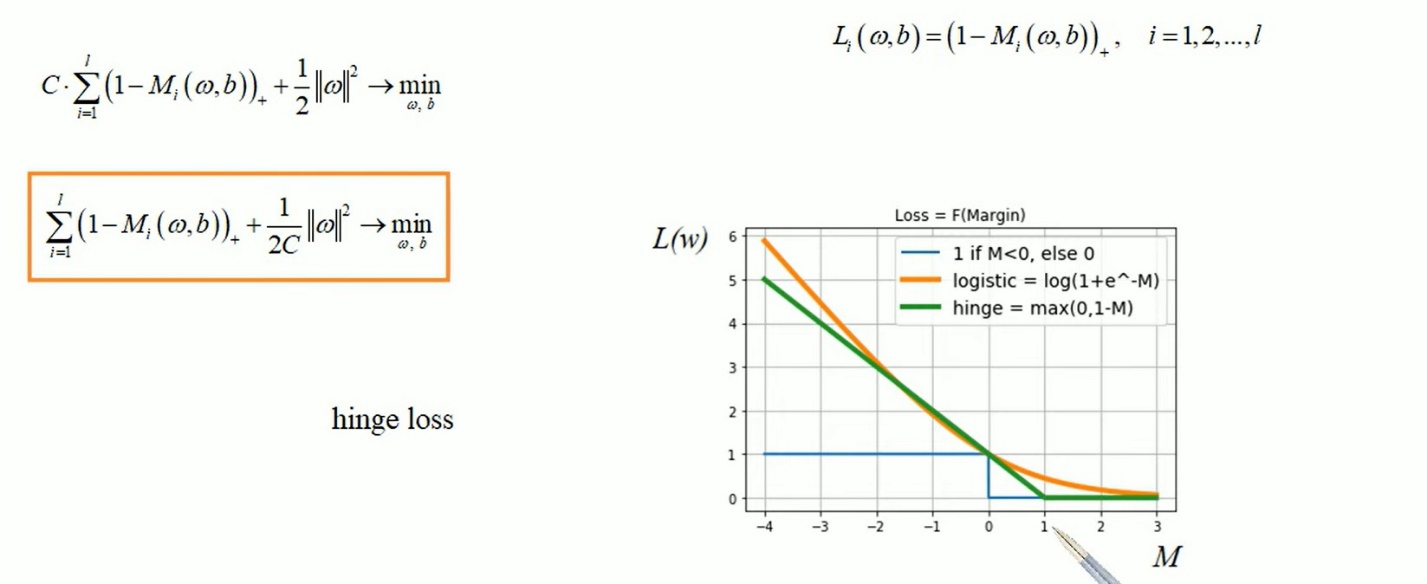 L_i(ω,b)=(1−M_i(ω,b))_+, i=1,2,...,l
C·∑_{i=1}^{l}(1−M_i(ω,b))_+ + 1/2 ‖ω‖² → min_{ω, b}
∑_{i=1}^{l}(1−M_i(ω,b))_+ + 1/2C ‖ω‖² → min_{ω, b}
hinge loss
Loss = F(Margin)
L(w)
1 if M<0, else 0
logistic = log(1+e^-M)
hinge = max(0,1-M)
6
5
4
3
2
1
0
−4 −3 −2 −1 0 1 2 3
M